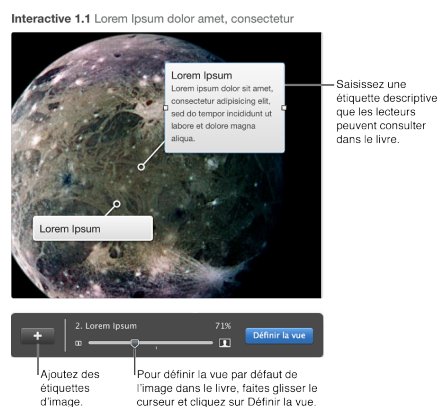 Interactive 1.1 Lorem Ipsum dolor amet, consectetur
Lorem Ipsum
Lorem ipsum dolor sit amet,
consectetur adipisicing elit,
sed do tempor incididunt ut
labore et dolore magna
aliqua.
Saisissez une
étiquette descriptive
que les lecteurs
peuvent consulter
dans le livre.
Lorem Ipsum
2. Lorem Ipsum 71%
Définir la vue
Ajoutez des
étiquettes
d'image.
Pour définir la vue par défaut de
l'image dans le livre, faites glisser le
curseur et cliquez sur Définir la vue.